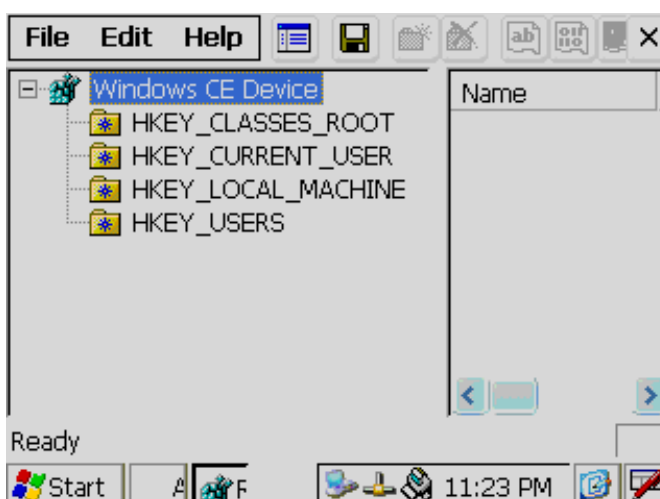 File Edit Help
Windows CE Device
HKEY_CLASSES_ROOT
HKEY_CURRENT_USER
HKEY_LOCAL_MACHINE
HKEY_USERS
Name
Ready
Start 11:23 PM